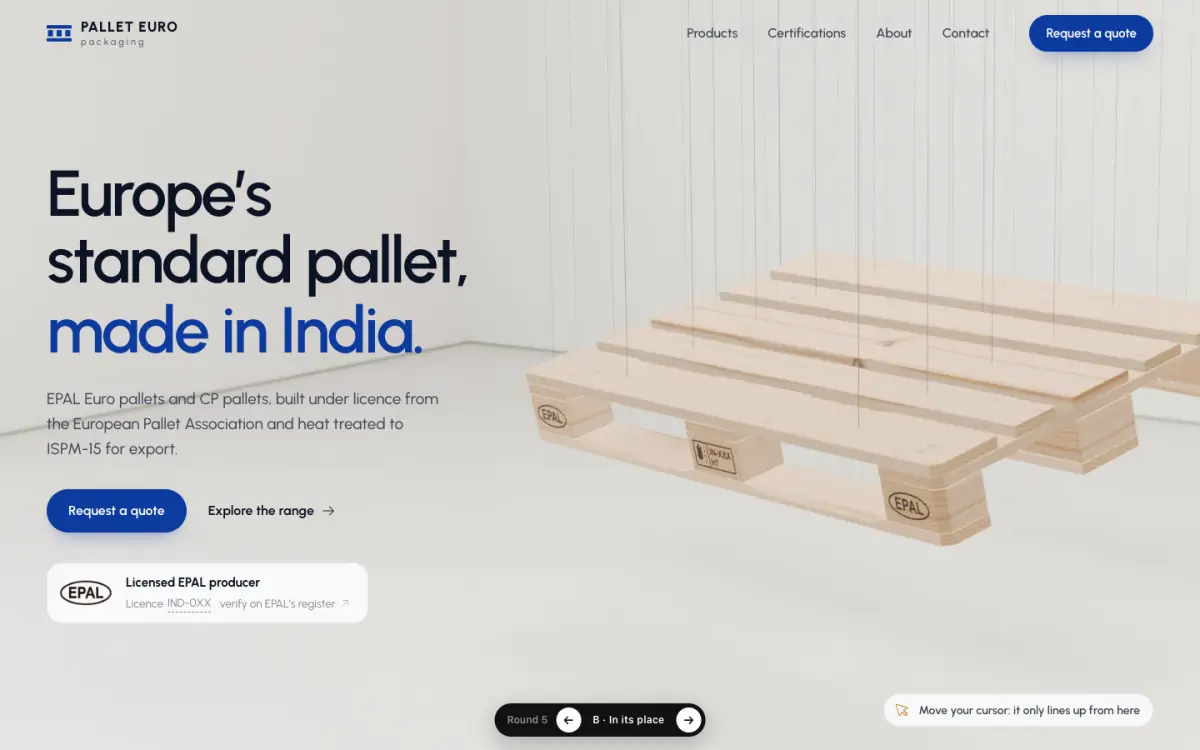 PALLET EURO
packaging
Products
Certifications
About
Contact
Request a quote
Europe's
standard pallet,
made in India.
EPAL Euro pallets and CP pallets, built under licence from
the European Pallet Association and heat treated to
ISPM-15 for export.
Request a quote
Explore the range →
EPAL
Licensed EPAL producer
Licence IND-0XX verify on EPAL's register ↗
EPAL
IN-XXX
HT
EPAL
Round 5 ← B · In its place →
Move your cursor: it only lines up from here